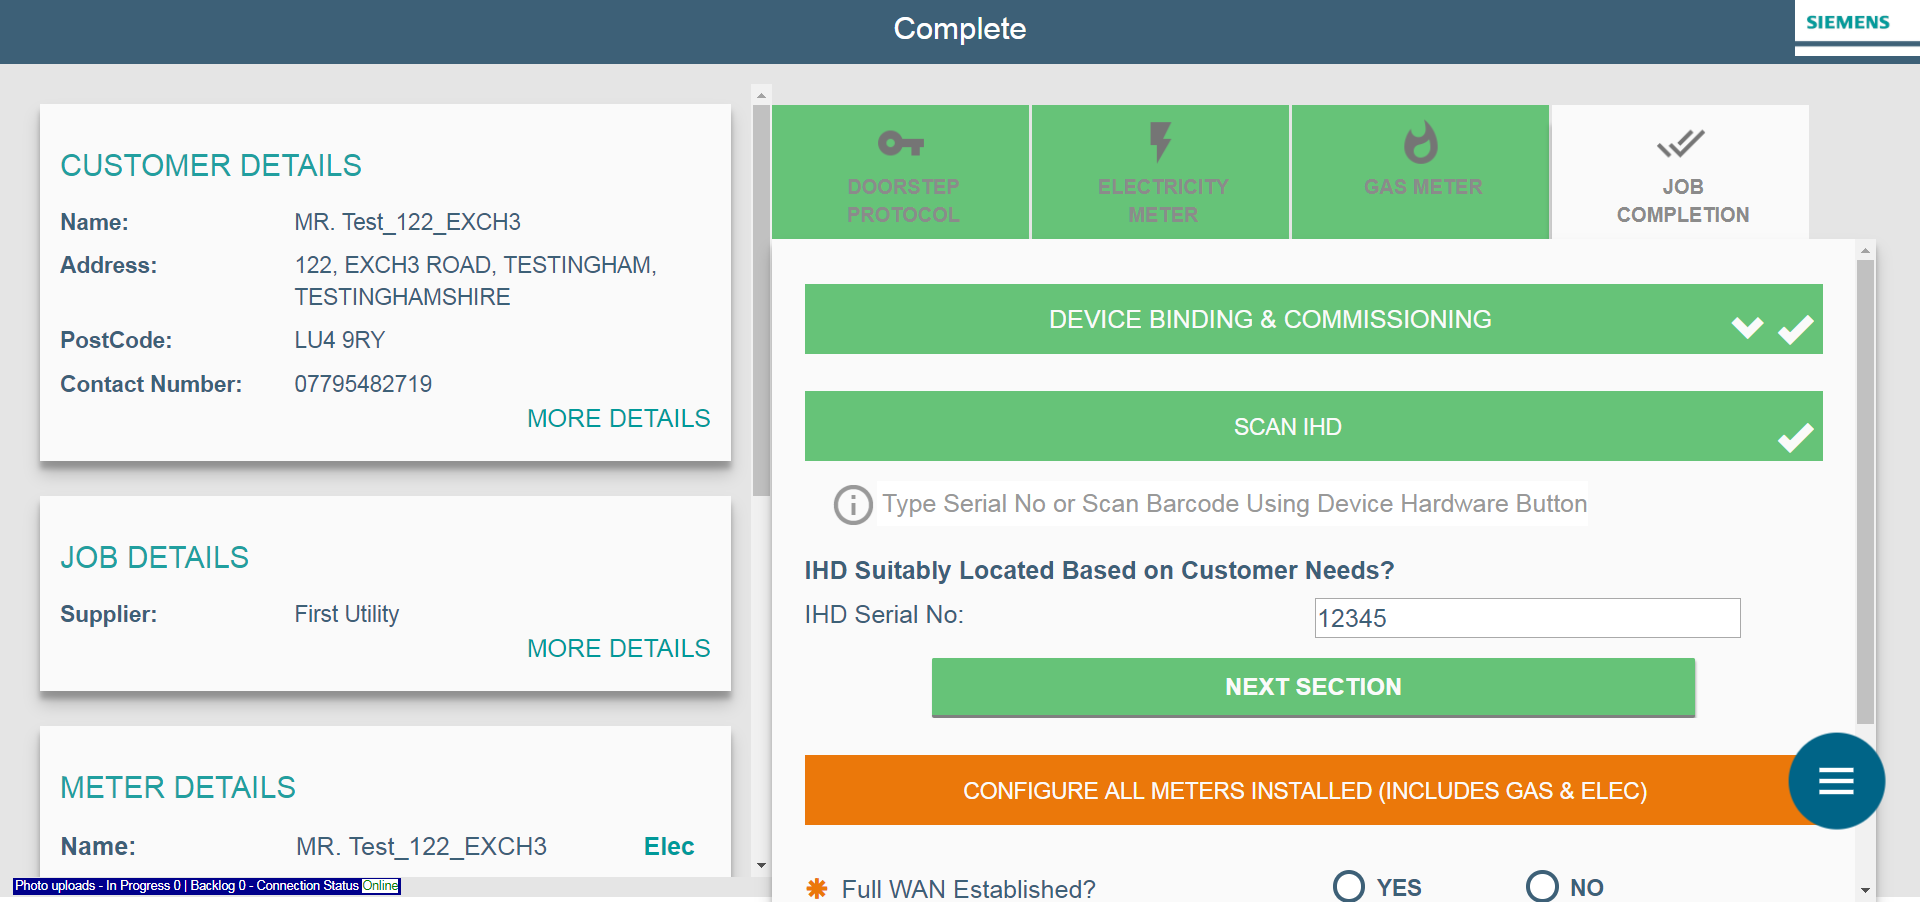 Complete
SIEMENS
CUSTOMER DETAILS
Name: MR. Test_122_EXCH3
Address: 122, EXCH3 ROAD, TESTINGHAM,
TESTINGHAMSHIRE
PostCode: LU4 9RY
Contact Number: 07795482719
MORE DETAILS
JOB DETAILS
Supplier: First Utility
MORE DETAILS
METER DETAILS
Name: MR. Test_122_EXCH3 Elec
Photo uploads - In Progress 0 | Backlog 0 - Connection Status Online
DOORSTEP
PROTOCOL
ELECTRICITY
METER
GAS METER
JOB
COMPLETION
DEVICE BINDING & COMMISSIONING
SCAN IHD
Type Serial No or Scan Barcode Using Device Hardware Button
IHD Suitably Located Based on Customer Needs?
IHD Serial No: 12345
NEXT SECTION
CONFIGURE ALL METERS INSTALLED (INCLUDES GAS & ELEC)
Full WAN Established? YES NO